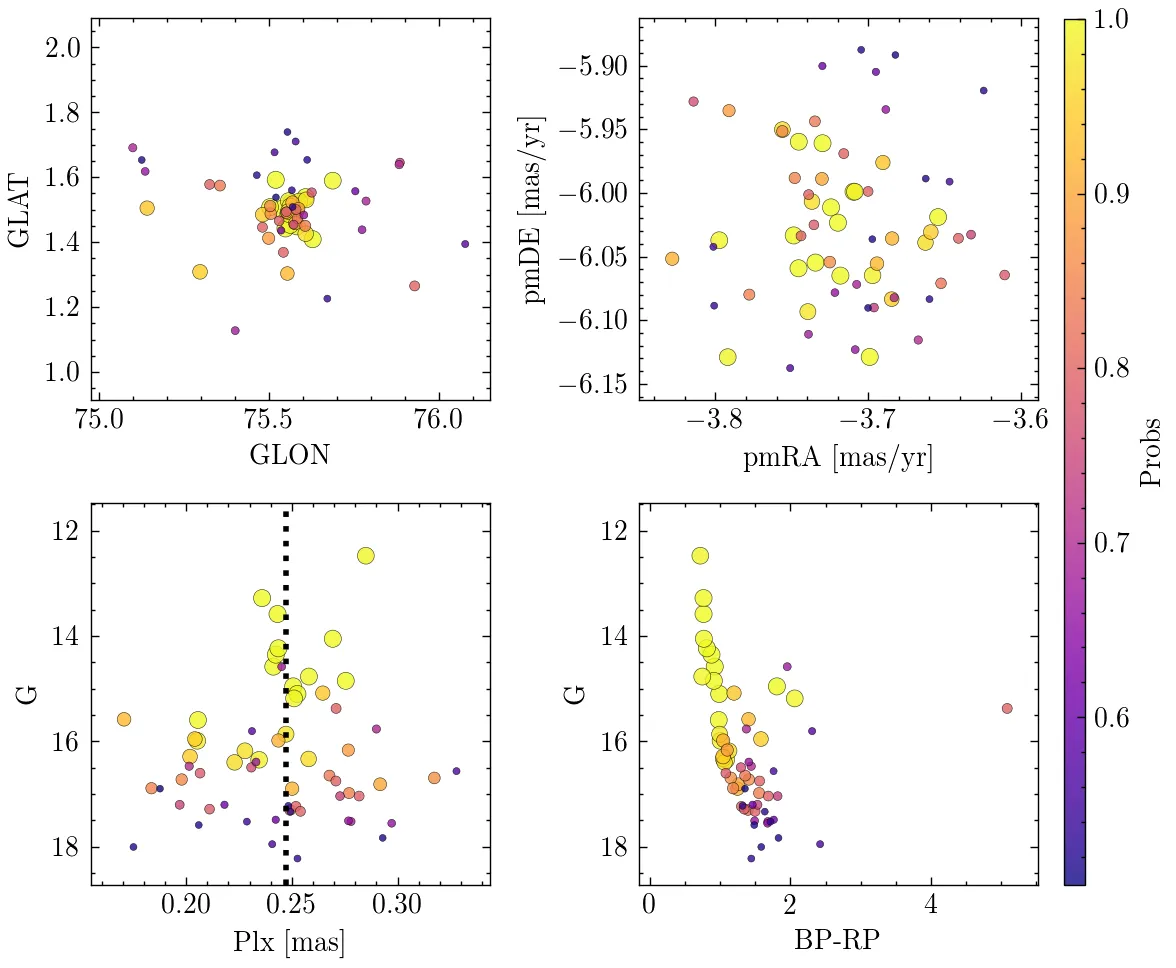 2.0
1.8
1.6
1.4
1.2
1.0
GLAT
75.0 75.5 76.0
GLON
−5.90
−5.95
−6.00
−6.05
−6.10
−6.15
pmDE [mas/yr]
−3.8 −3.7 −3.6
pmRA [mas/yr]
12
14
16
18
G
0.20 0.25 0.30
Plx [mas]
12
14
16
18
G
0 2 4
BP-RP
1.0
0.9
0.8
0.7
0.6
Probs